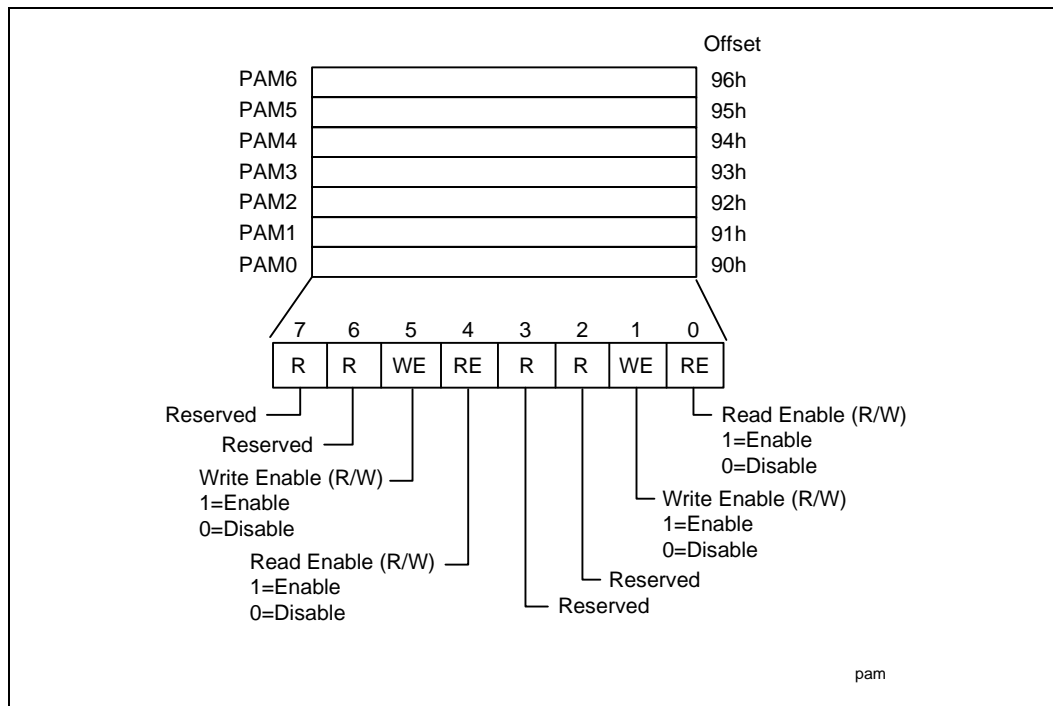 Offset
PAM6 96h
PAM5 95h
PAM4 94h
PAM3 93h
PAM2 92h
PAM1 91h
PAM0 90h
7 6 5 4 3 2 1 0
R R WE RE R R WE RE
Reserved
Reserved
Write Enable (R/W)
1=Enable
0=Disable
Read Enable (R/W)
1=Enable
0=Disable
Reserved
Reserved
Write Enable (R/W)
1=Enable
0=Disable
Read Enable (R/W)
1=Enable
0=Disable
pam